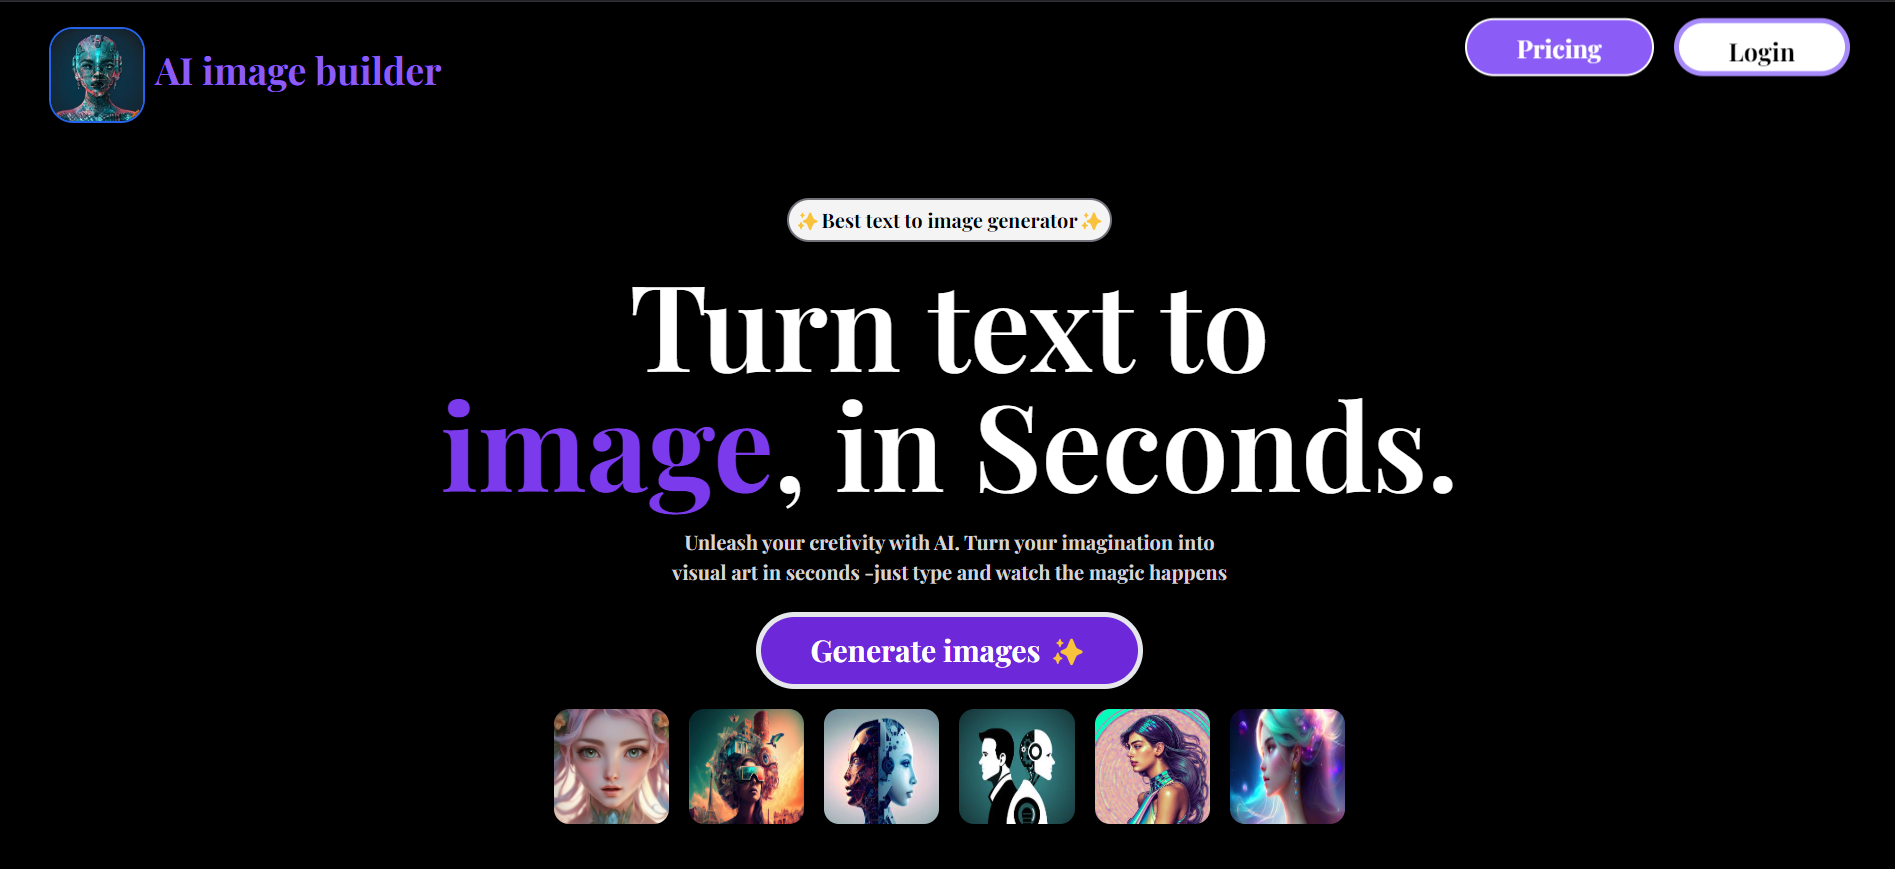 AI image builder
Pricing
Login
✨Best text to image generator✨
Turn text to
image, in Seconds.
Unleash your cretivity with AI. Turn your imagination into
visual art in seconds -just type and watch the magic happens
Generate images ✨